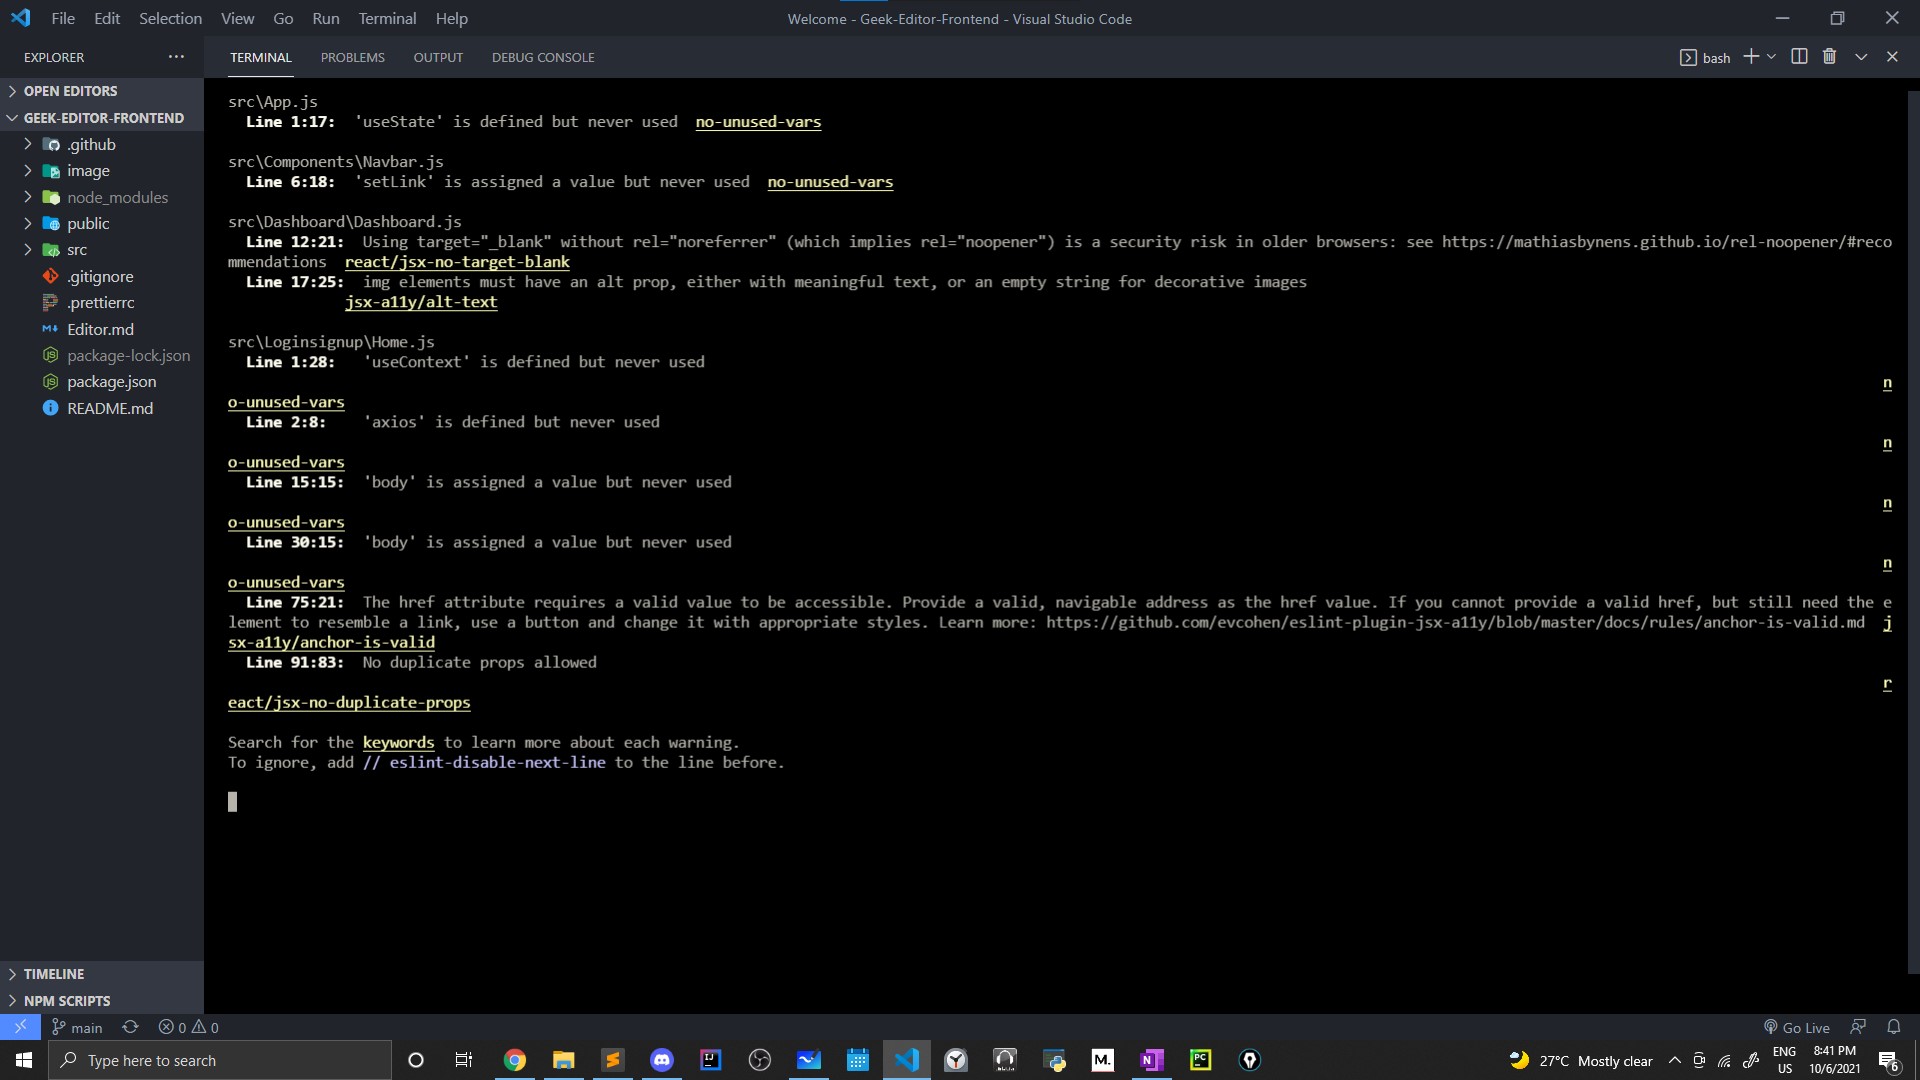 File Edit Selection View Go Run Terminal Help
Welcome - Geek-Editor-Frontend - Visual Studio Code
EXPLORER
OPEN EDITORS
GEEK-EDITOR-FRONTEND
.github
image
node_modules
public
src
.gitignore
.prettierrc
Editor.md
package-lock.json
package.json
README.md
TIMELINE
NPM SCRIPTS
TERMINAL PROBLEMS OUTPUT DEBUG CONSOLE
bash
src\App.js
Line 1:17: 'useState' is defined but never used no-unused-vars
src\Components\Navbar.js
Line 6:18: 'setLink' is assigned a value but never used no-unused-vars
src\Dashboard\Dashboard.js
Line 12:21: Using target="_blank" without rel="noreferrer" (which implies rel="noopener") is a security risk in older browsers: see https://mathiasbynens.github.io/rel-noopener/#reco
mmendations react/jsx-no-target-blank
Line 17:25: img elements must have an alt prop, either with meaningful text, or an empty string for decorative images
jsx-a11y/alt-text
src\Loginsignup\Home.js
Line 1:28: 'useContext' is defined but never used
n
o-unused-vars
Line 2:8: 'axios' is defined but never used
n
o-unused-vars
Line 15:15: 'body' is assigned a value but never used
n
o-unused-vars
Line 30:15: 'body' is assigned a value but never used
n
o-unused-vars
Line 75:21: The href attribute requires a valid value to be accessible. Provide a valid, navigable address as the href value. If you cannot provide a valid href, but still need the e
lement to resemble a link, use a button and change it with appropriate styles. Learn more: https://github.com/evcohen/eslint-plugin-jsx-a11y/blob/master/docs/rules/anchor-is-valid.md j
sx-a11y/anchor-is-valid
Line 91:83: No duplicate props allowed
r
eact/jsx-no-duplicate-props
Search for the keywords to learn more about each warning.
To ignore, add // eslint-disable-next-line to the line before.
main 0 0
Go Live
Type here to search
27°C Mostly clear
ENG
US
8:41 PM
10/6/2021
6